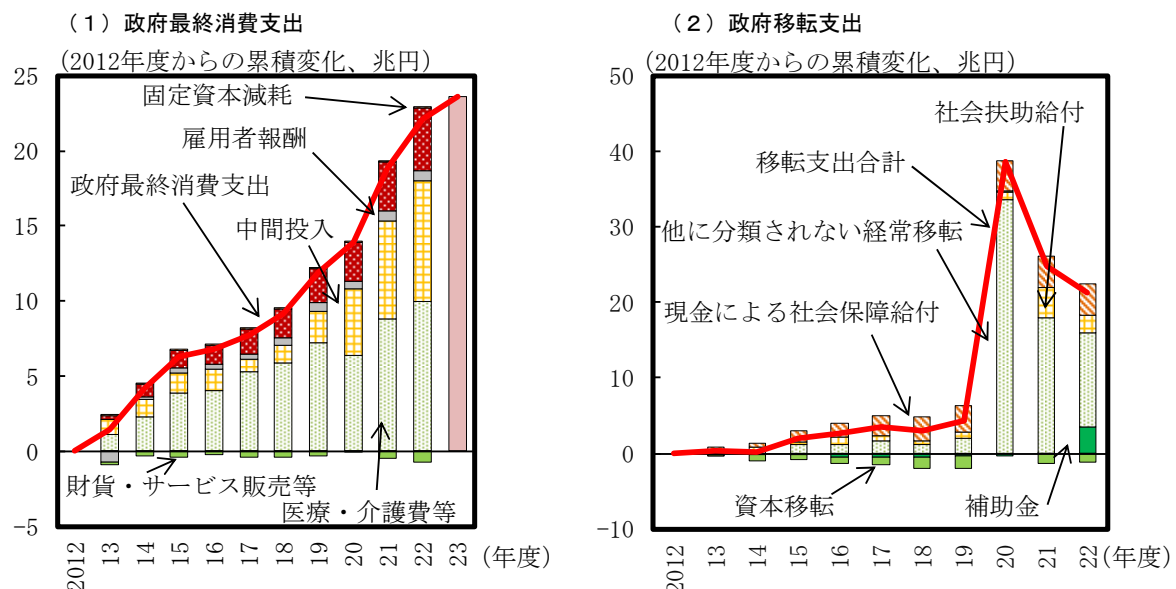 (1)政府最終消費支出
(2012年度からの累積変化、兆円)
25
20
15
10
5
0
-5
固定資本減耗
雇用者報酬
政府最終消費支出
中間投入
財貨・サービス販売等
医療・介護費等
2012
13
14
15
16
17
18
19
20
21
22
23
(年度)
(2)政府移転支出
(2012年度からの累積変化、兆円)
50
40
30
20
10
0
-10
社会扶助給付
移転支出合計
他に分類されない経常移転
現金による社会保障給付
資本移転
補助金
2012
13
14
15
16
17
18
19
20
21
22
(年度)